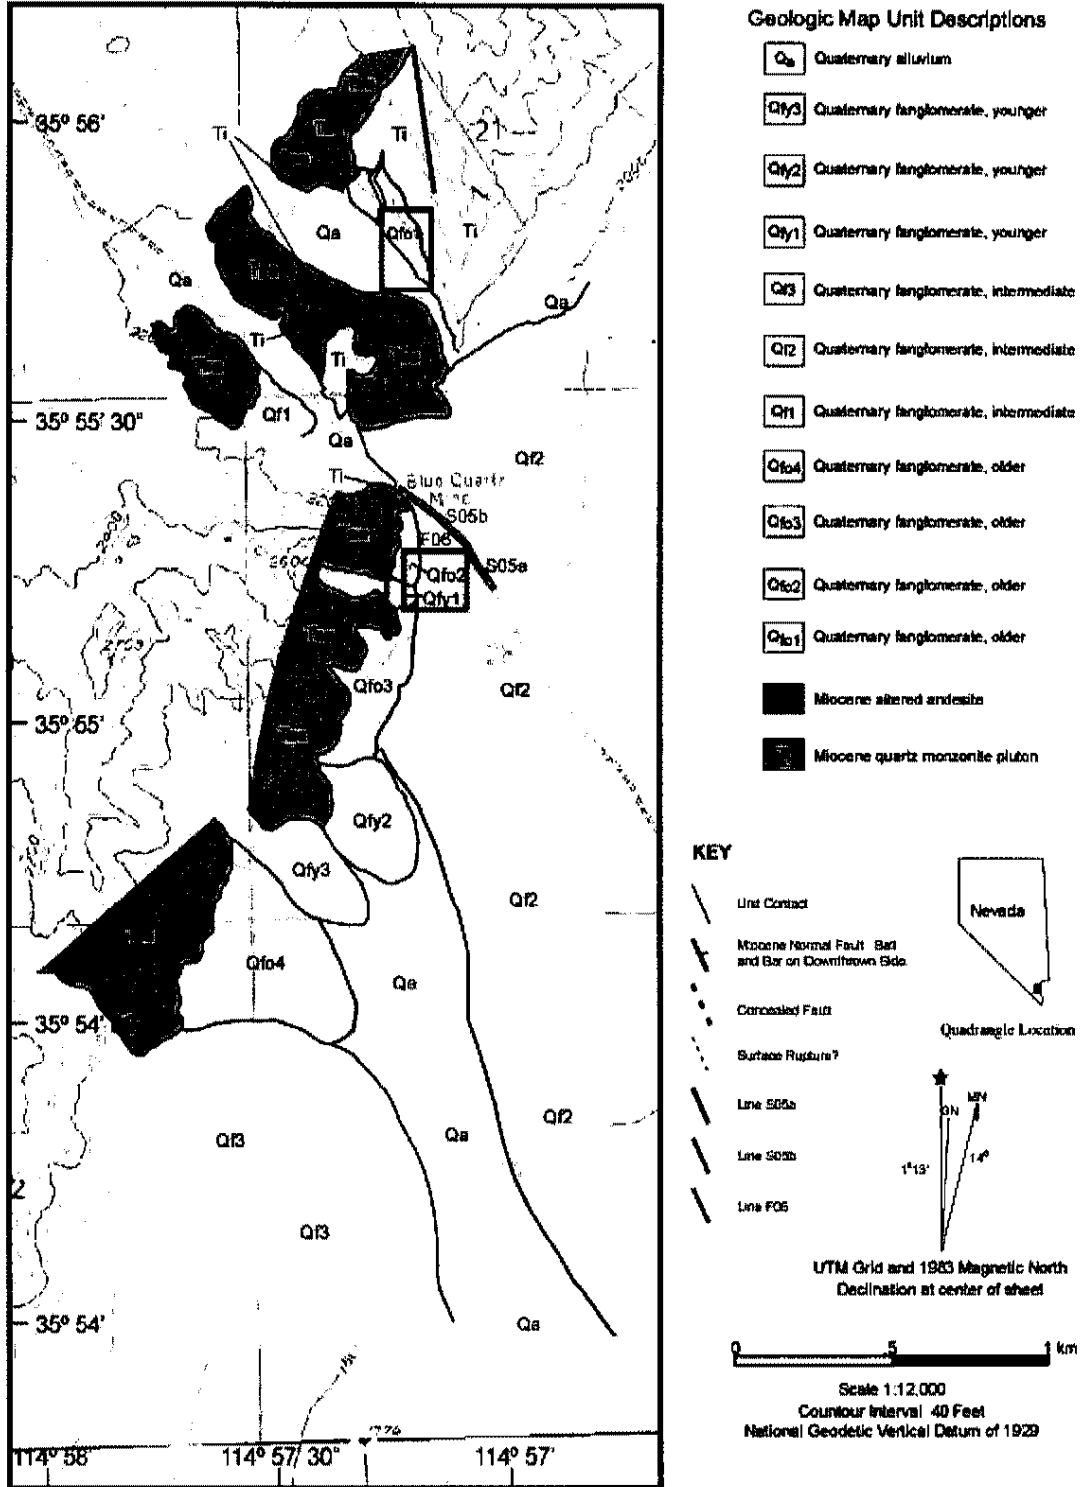 Geologic Map Unit Descriptions
Qa Quaternary alluvium
Qfy3 Quaternary fanglomerate, younger
Qfy2 Quaternary fanglomerate, younger
Qfy1 Quaternary fanglomerate, younger
Qf3 Quaternary fanglomerate, intermediate
Qf2 Quaternary fanglomerate, intermediate
Qf1 Quaternary fanglomerate, intermediate
Qfo4 Quaternary fanglomerate, older
Qfo3 Quaternary fanglomerate, older
Qfo2 Quaternary fanglomerate, older
Qfo1 Quaternary fanglomerate, older
Miocene altered andesite
Miocene quartz monzonite pluton
KEY
Unit Contact
Miocene Normal Fault Ball
and Bar on Downthrown Side
Concealed Fault
Surface Rupture?
Line S05a
Line S05b
Line F05
Nevada
Quadrangle Location
GN
MN
1°13'
14°
UTM Grid and 1983 Magnetic North
Declination at center of sheet
0 .5 1 km
Scale 1:12,000
Countour Interval 40 Feet
National Geodetic Vertical Datum of 1929
35° 56'
Ti
Ti
21
Qa
Ti
Qa
Qa
Ti
Ti
35° 55' 30"
Qf1
Qa
Qf2
Ti
Blue Quartz
Mine
S05b
S05a
Qfo2
Qfy1
Qfo3
Qf2
35° 55'
Qfy2
Qfy3
Qf2
Qfo4
Qa
35° 54'
Qf2
Qf3
Qa
Qf3
35° 54'
Qa
114° 58'
114° 57' 30"
114° 57'